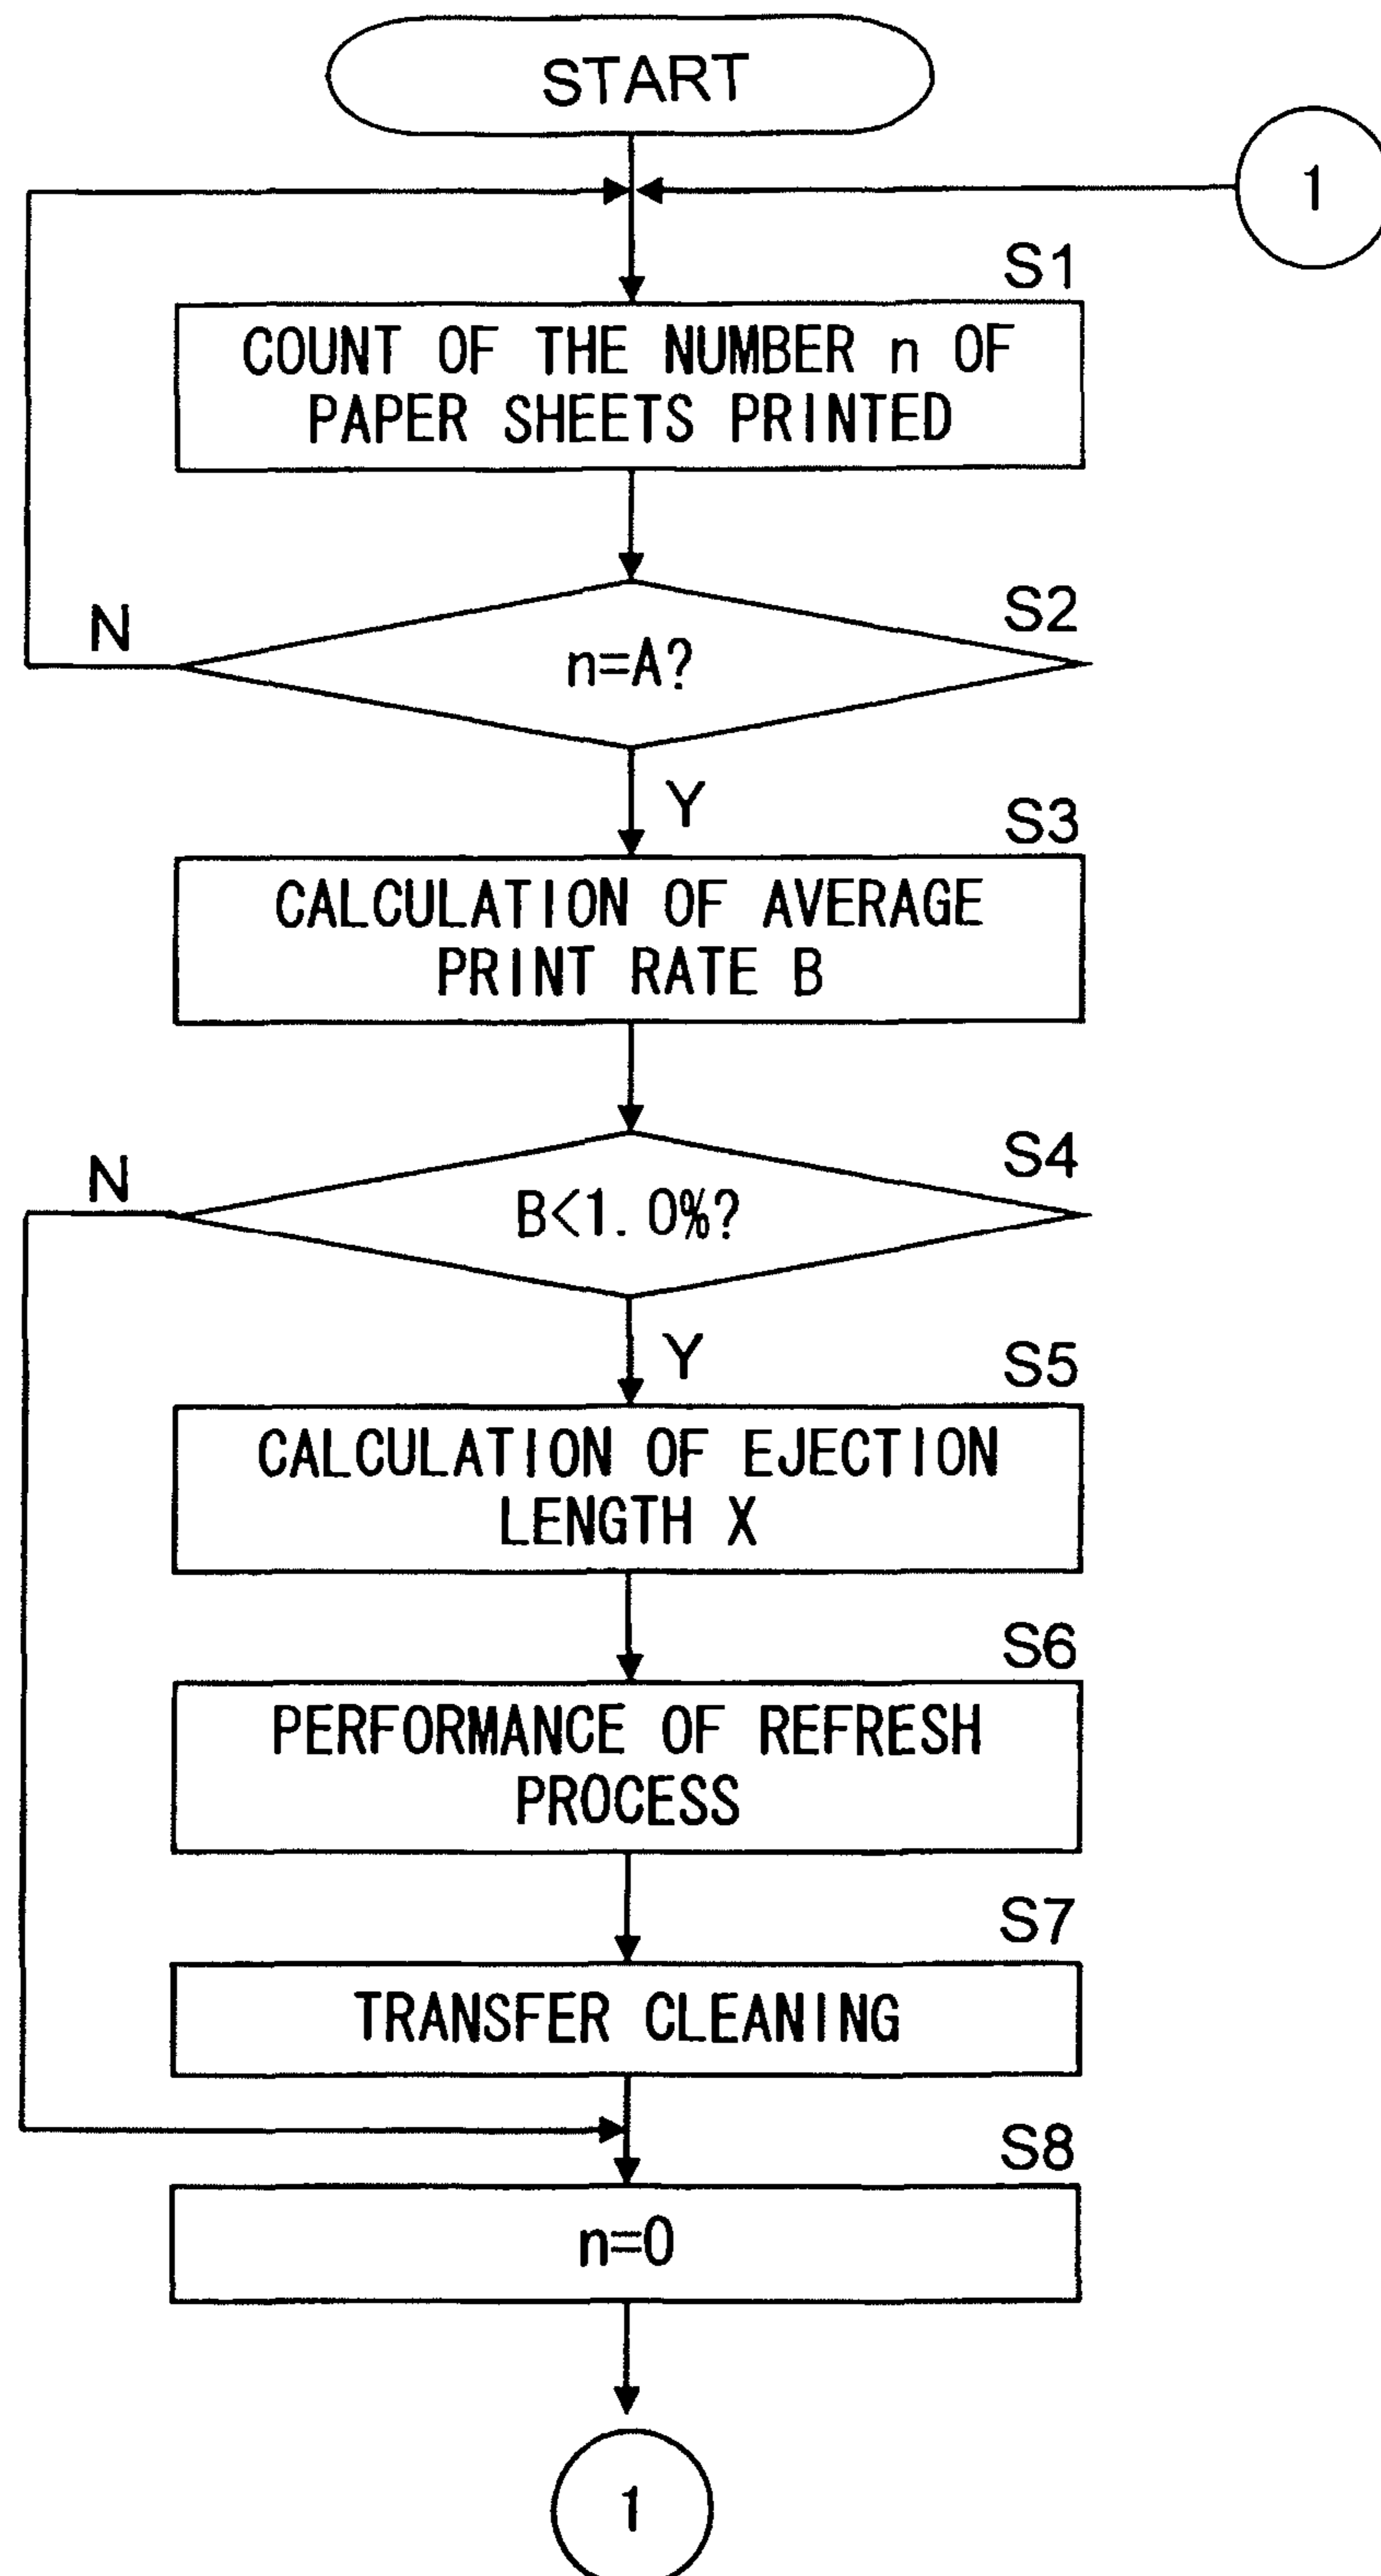 START
1
S1
COUNT OF THE NUMBER n OF
PAPER SHEETS PRINTED
S2
N
n=A?
Y
S3
CALCULATION OF AVERAGE
PRINT RATE B
S4
N
B<1.0%?
Y
S5
CALCULATION OF EJECTION
LENGTH X
S6
PERFORMANCE OF REFRESH
PROCESS
S7
TRANSFER CLEANING
S8
n=0
1